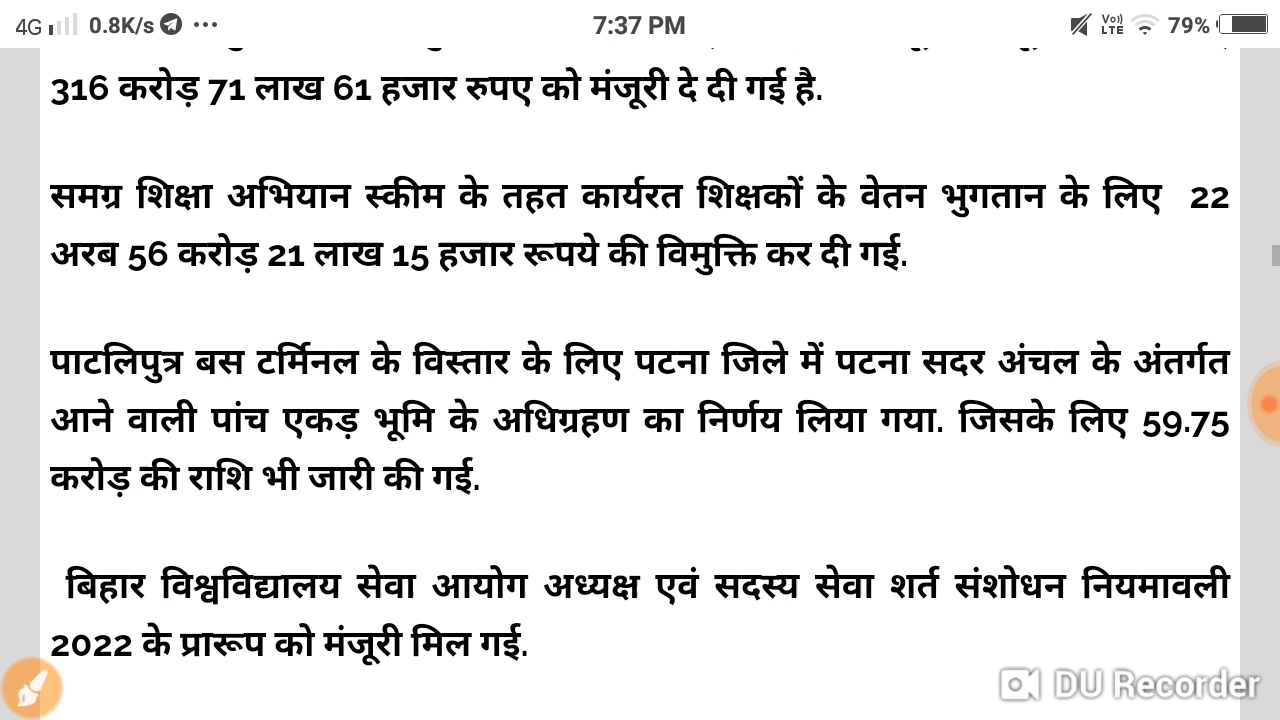 4G 0.8K/s 7:37 PM Vo)) LTE 79%
316 करोड़ 71 लाख 61 हजार रुपए को मंजूरी दे दी गई है.
समग्र शिक्षा अभियान स्कीम के तहत कार्यरत शिक्षकों के वेतन भुगतान के लिए 22
अरब 56 करोड़ 21 लाख 15 हजार रूपये की विमुक्ति कर दी गई.
पाटलिपुत्र बस टर्मिनल के विस्तार के लिए पटना जिले में पटना सदर अंचल के अंतर्गत
आने वाली पांच एकड़ भूमि के अधिग्रहण का निर्णय लिया गया. जिसके लिए 59.75
करोड़ की राशि भी जारी की गई.
बिहार विश्वविद्यालय सेवा आयोग अध्यक्ष एवं सदस्य सेवा शर्त संशोधन नियमावली
2022 के प्रारूप को मंजूरी मिल गई.
DU Recorder